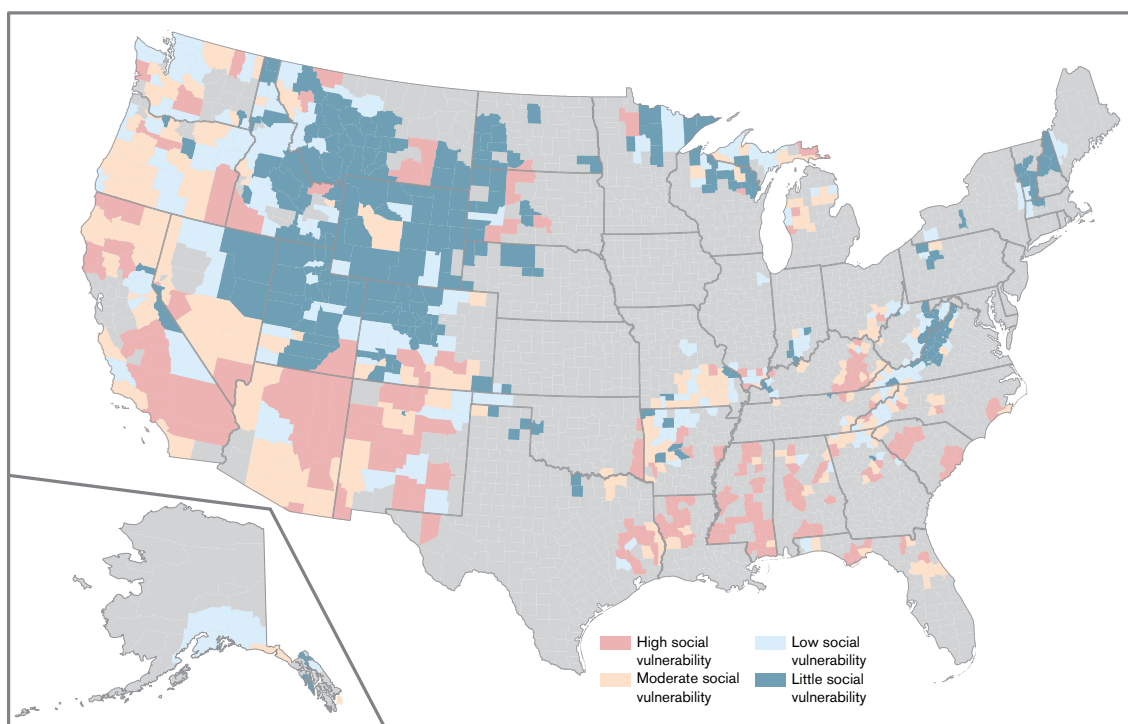 High social
vulnerability
Moderate social
vulnerability
Low social
vulnerability
Little social
vulnerability